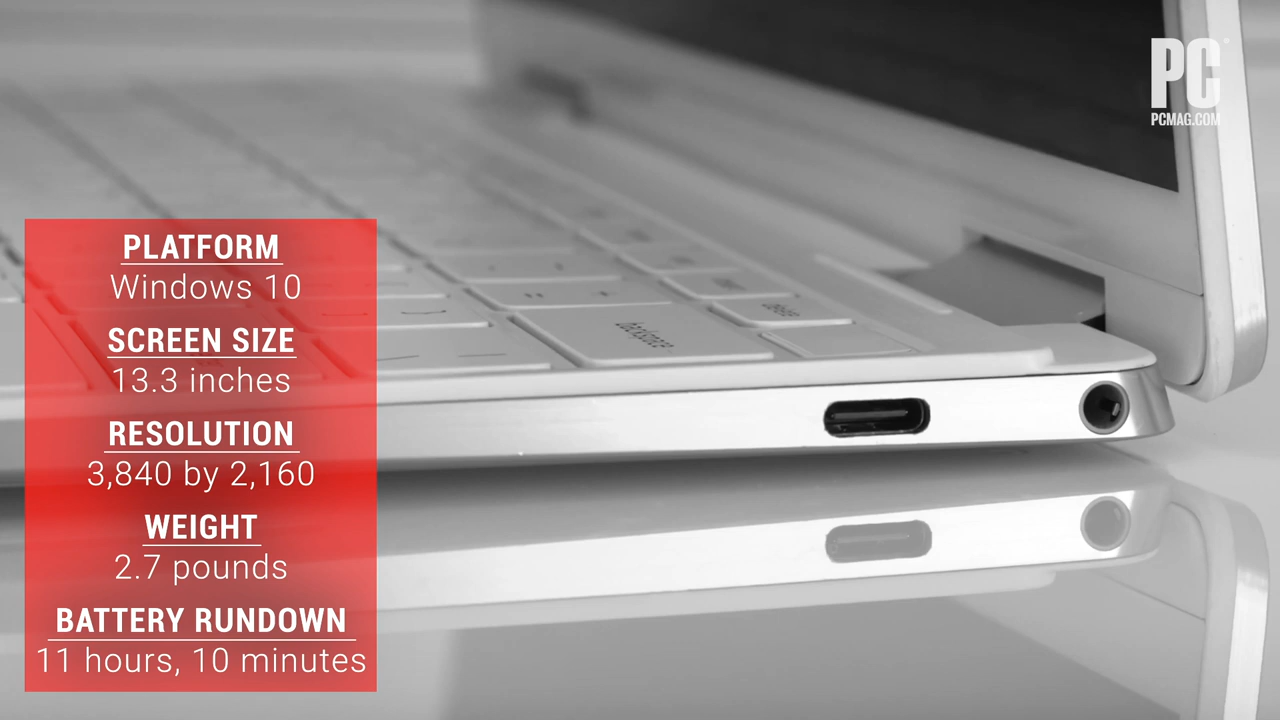 PC
PCMAG.COM
PLATFORM
Windows 10
SCREEN SIZE
13.3 inches
RESOLUTION
3,840 by 2,160
WEIGHT
2.7 pounds
BATTERY RUNDOWN
11 hours, 10 minutes
backspace